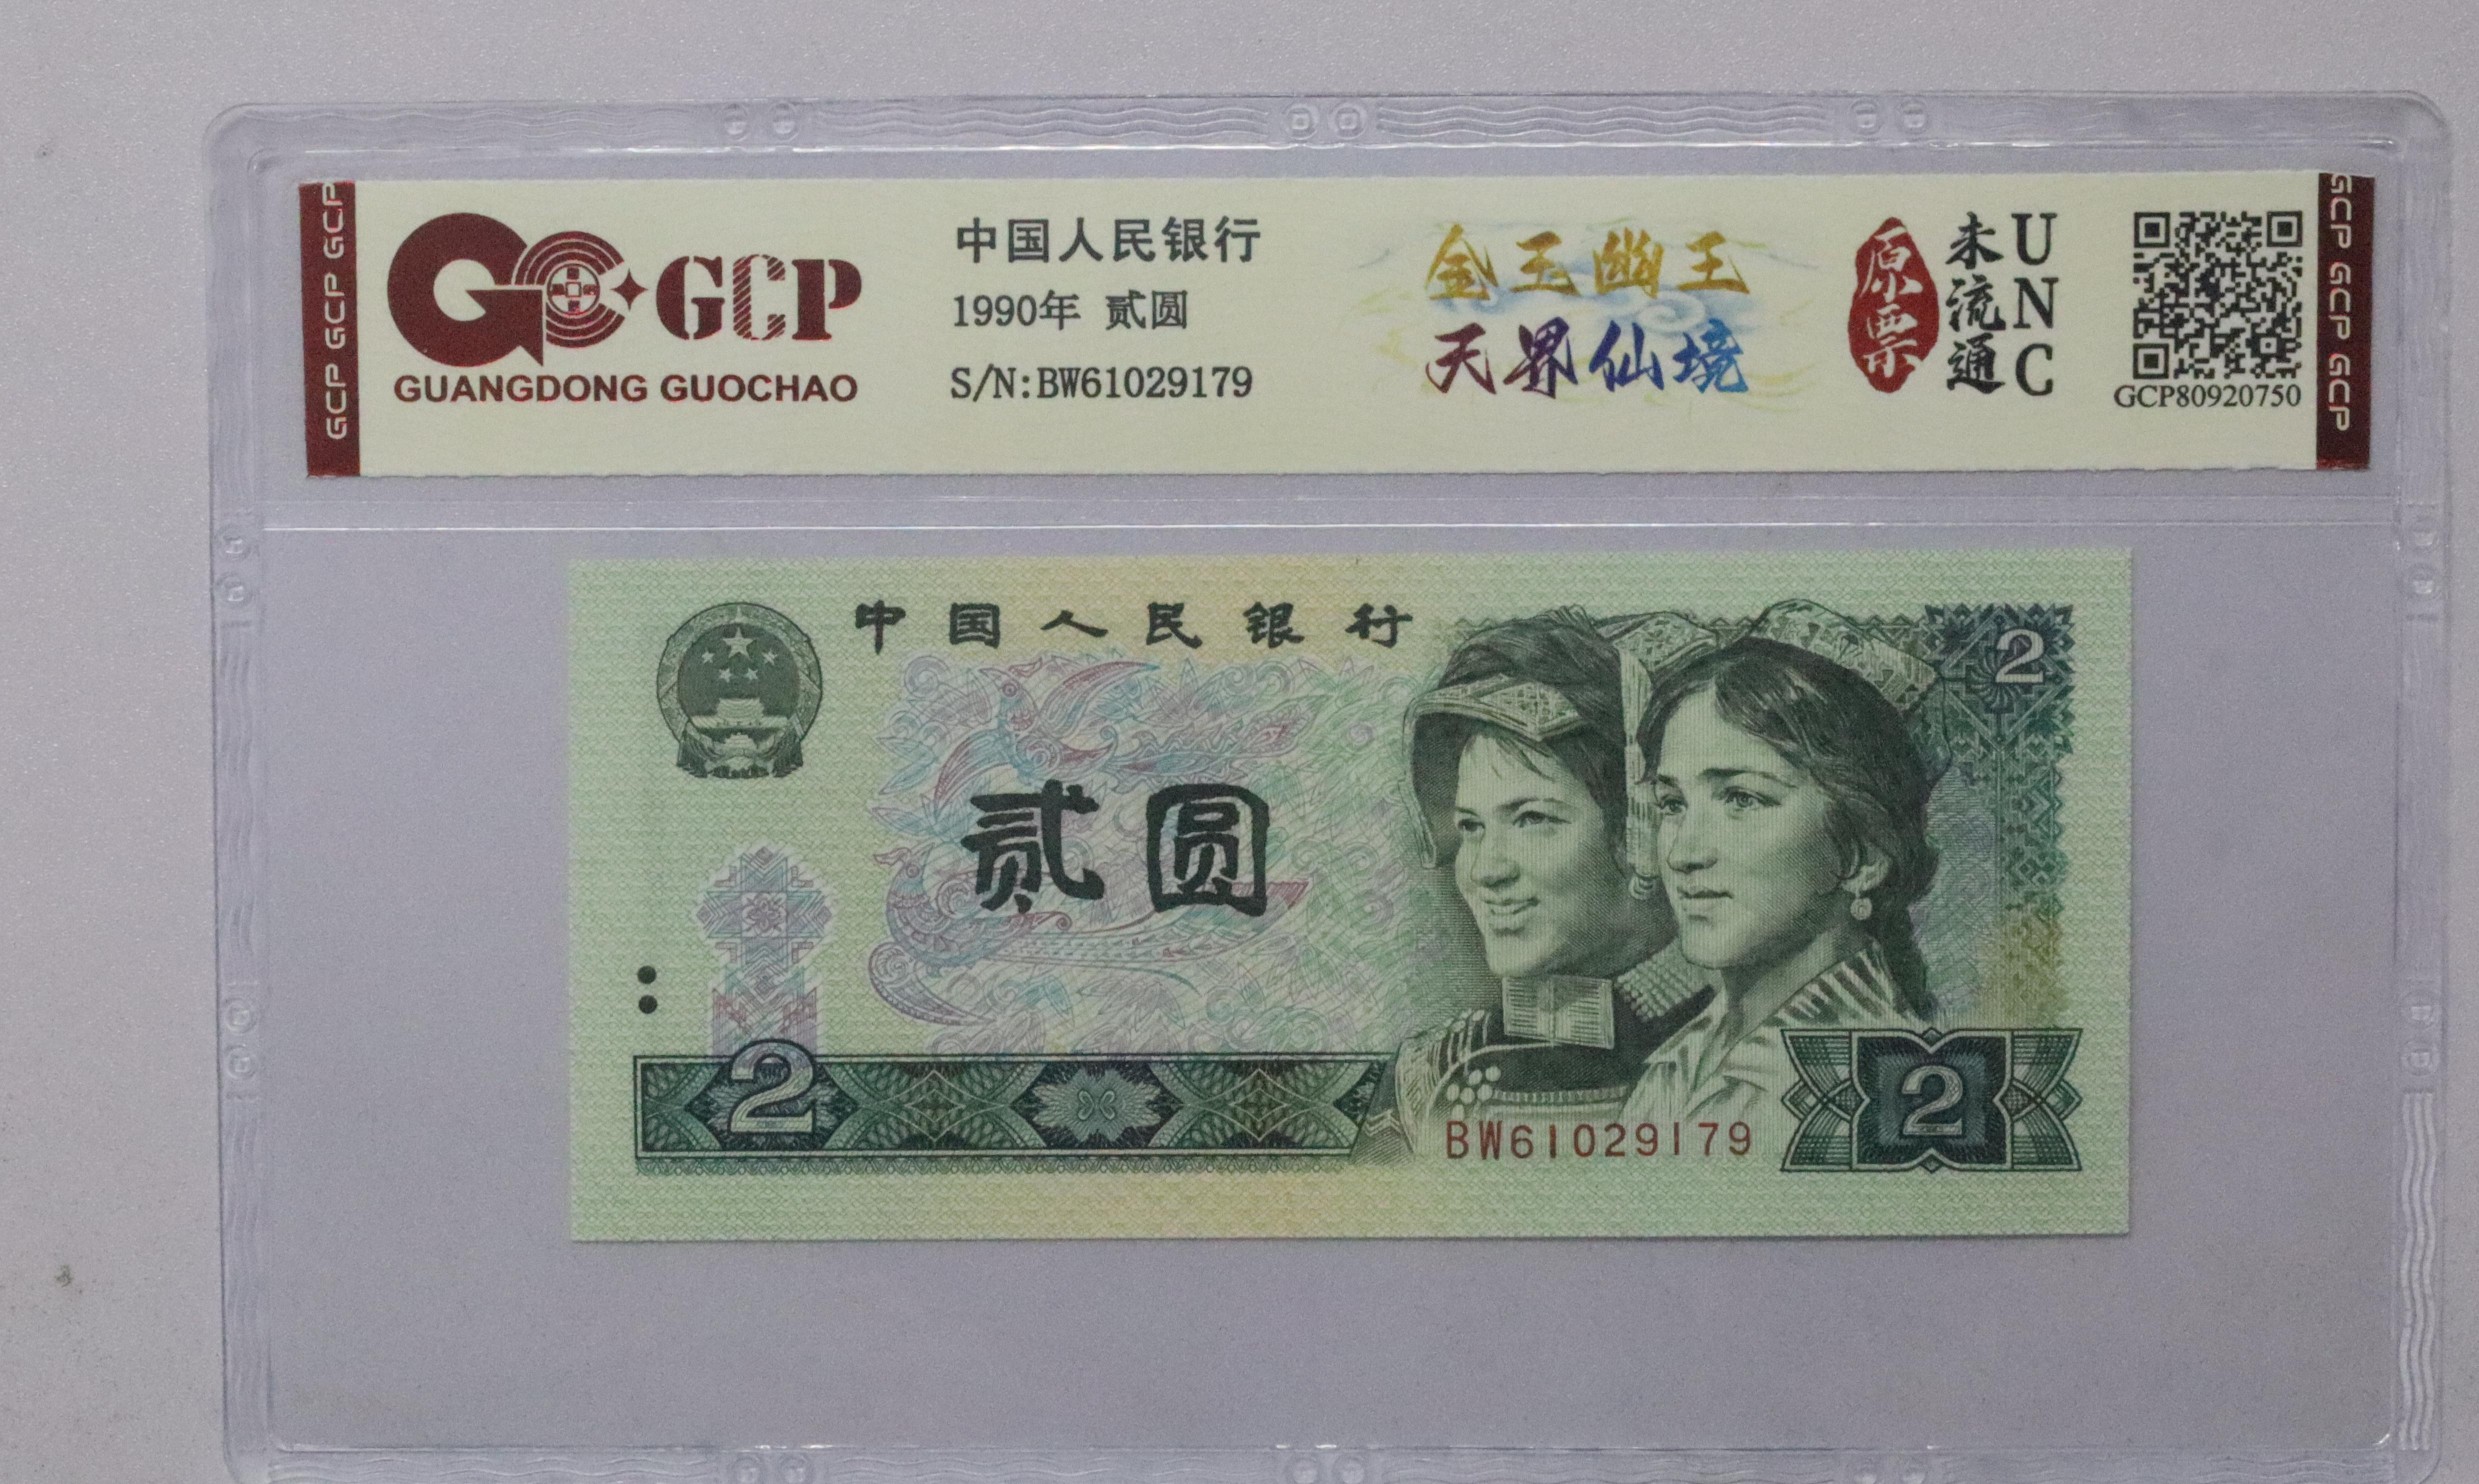 GCP GCP GCP
GCP
GUANGDONG GUOCHAO
中国人民银行
1990年 贰圆
S/N:BW61029179
金玉幽王
天界仙境
原票
未流通
UNC
GCP80920750
GCP GCP GCP
中国人民银行
2
贰圆
2
BW61029179
2